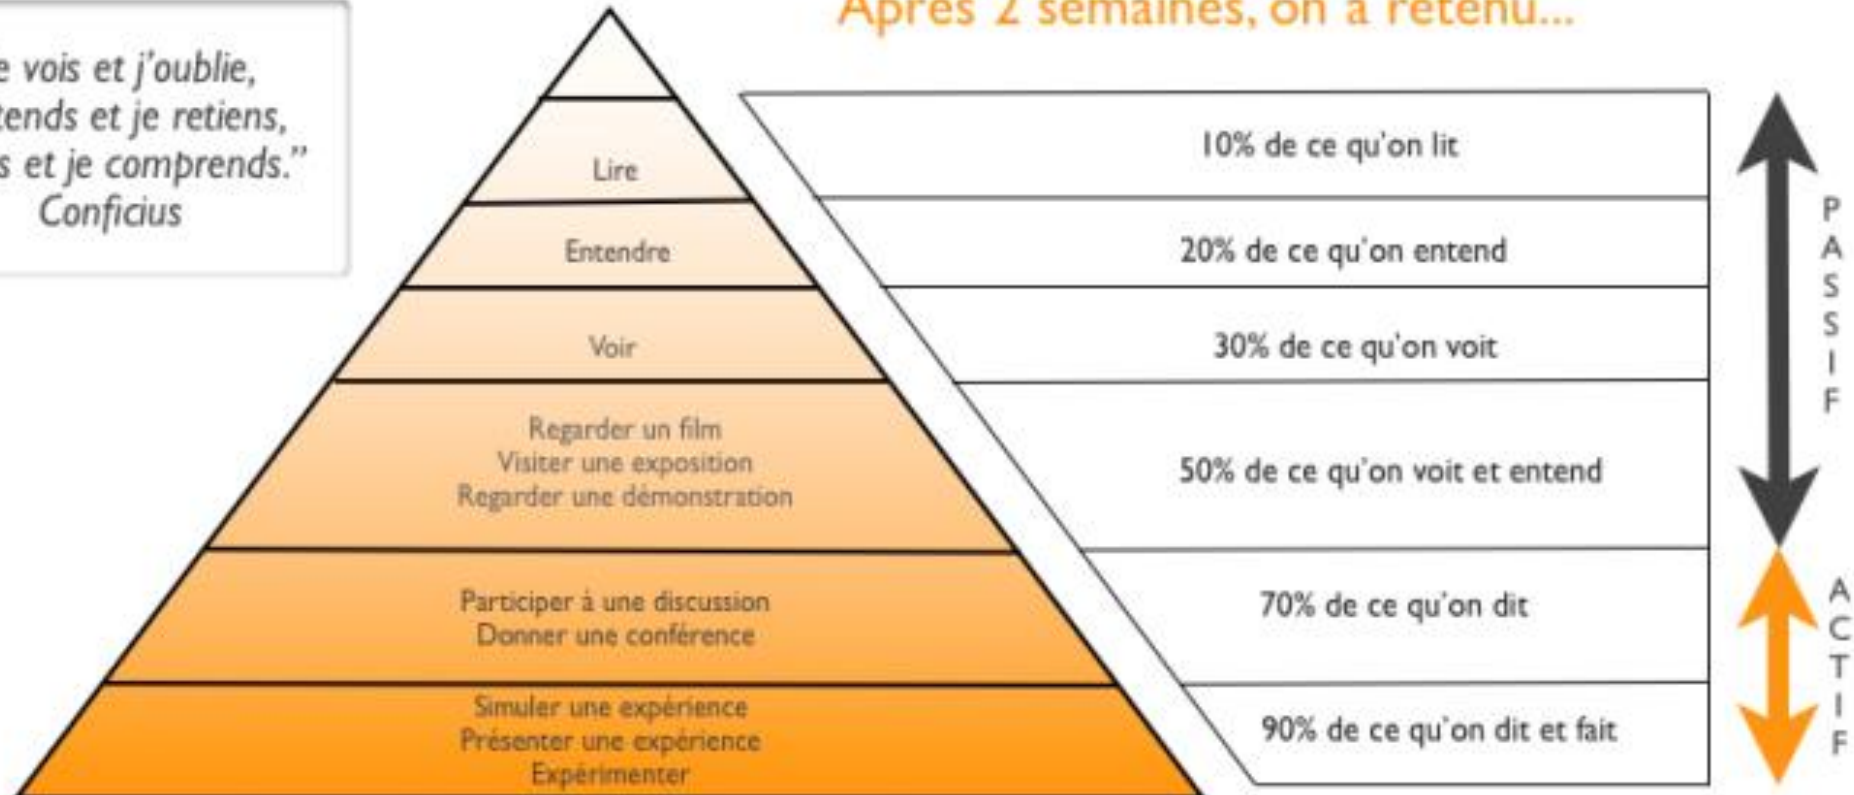 Après 2 semaines, on a retenu...
vois et j'oublie,
et je retiens,
et je comprends.”
Conficius
Lire
10% de ce qu'on lit
Entendre
20% de ce qu'on entend
Voir
30% de ce qu'on voit
Regarder un film
Visiter une exposition
Regarder une démonstration
50% de ce qu'on voit et entend
PASSIF
Participer à une discussion
Donner une conférence
70% de ce qu'on dit
Simuler une expérience
Présenter une expérience
Expérimenter
90% de ce qu'on dit et fait
ACTIF